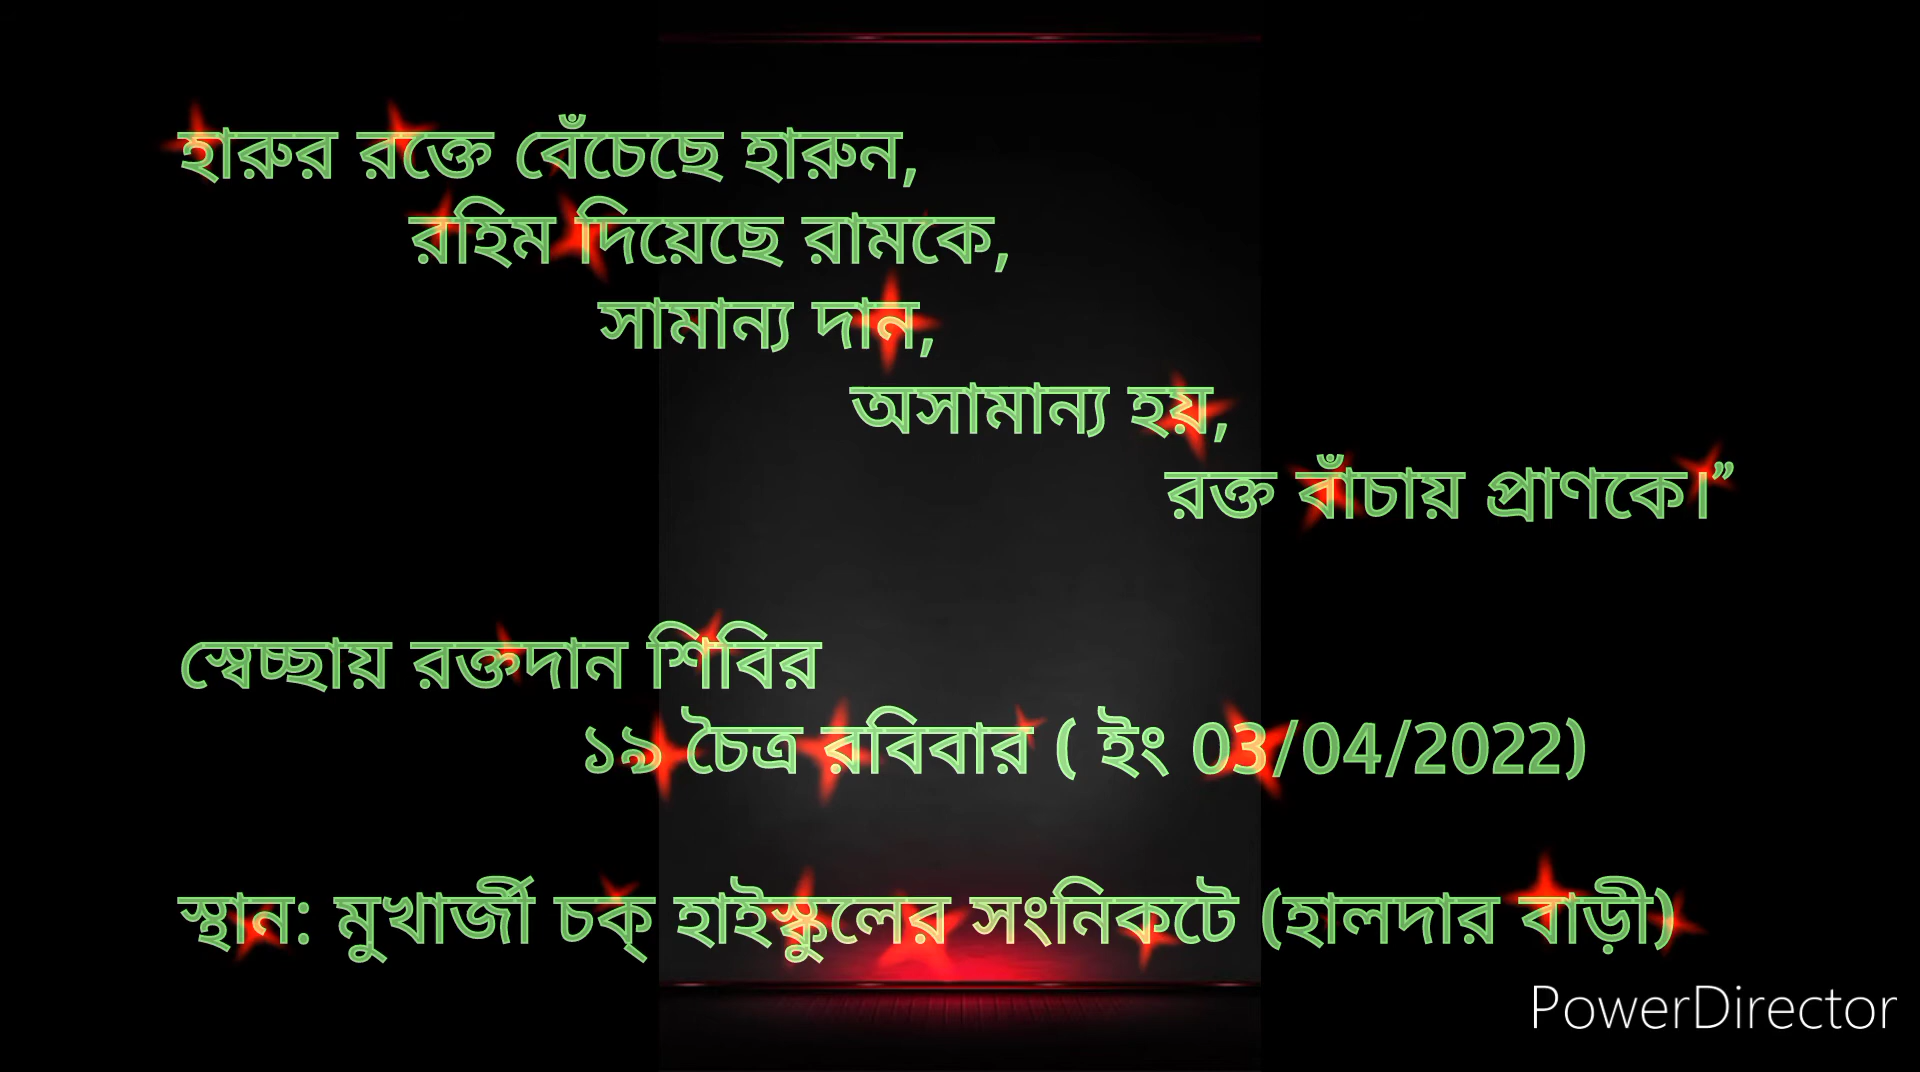 হারুর রক্তে বেঁচেছে হারুন,
রহিম দিয়েছে রামকে,
সামান্য দান,
অসামান্য হয়,
রক্ত বাঁচায় প্রাণকে।”
স্বেচ্ছায় রক্তদান শিবির
১৯ চৈত্র রবিবার ( ইং 03/04/2022)
স্থান: মুখার্জী চক্ হাইস্কুলের সংনিকটে (হালদার বাড়ী)
PowerDirector